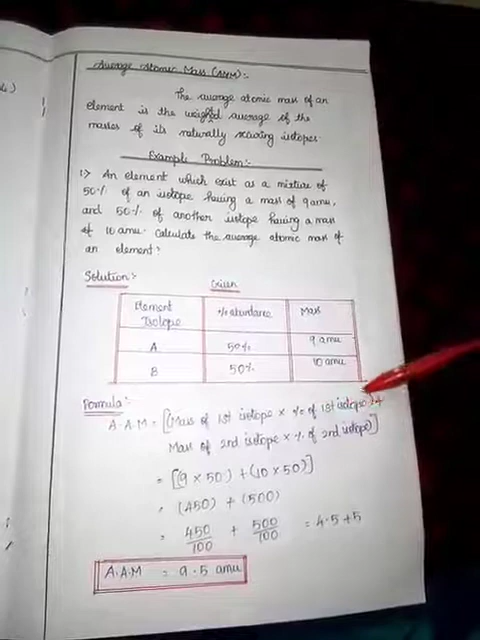 Average Atomic Mass (AAM):-
The average atomic mass of an
element is the weighted average of the
masses of its naturally occuring isotopes.
Example Problem:-
1:> An element which exist as a mixture of
50% of an isotope having a mass of 9amu,
and 50% of another isotope having a mass
of 10 amu. Calculate the average atomic mass of
an element?
Solution:-
Given
Element Isotope % abundance Mass
A 50% 9 amu
B 50% 10 amu
Formula:-
A.A.M = [(Mass of 1st isotope x % of 1st isotope) +
Mass of 2nd isotope x % of 2nd isotope)]
= [(9 x 50) + (10 x 50)]
= (450) + (500)
= 450/100 + 500/100 = 4.5+5
A.A.M = 9.5 amu